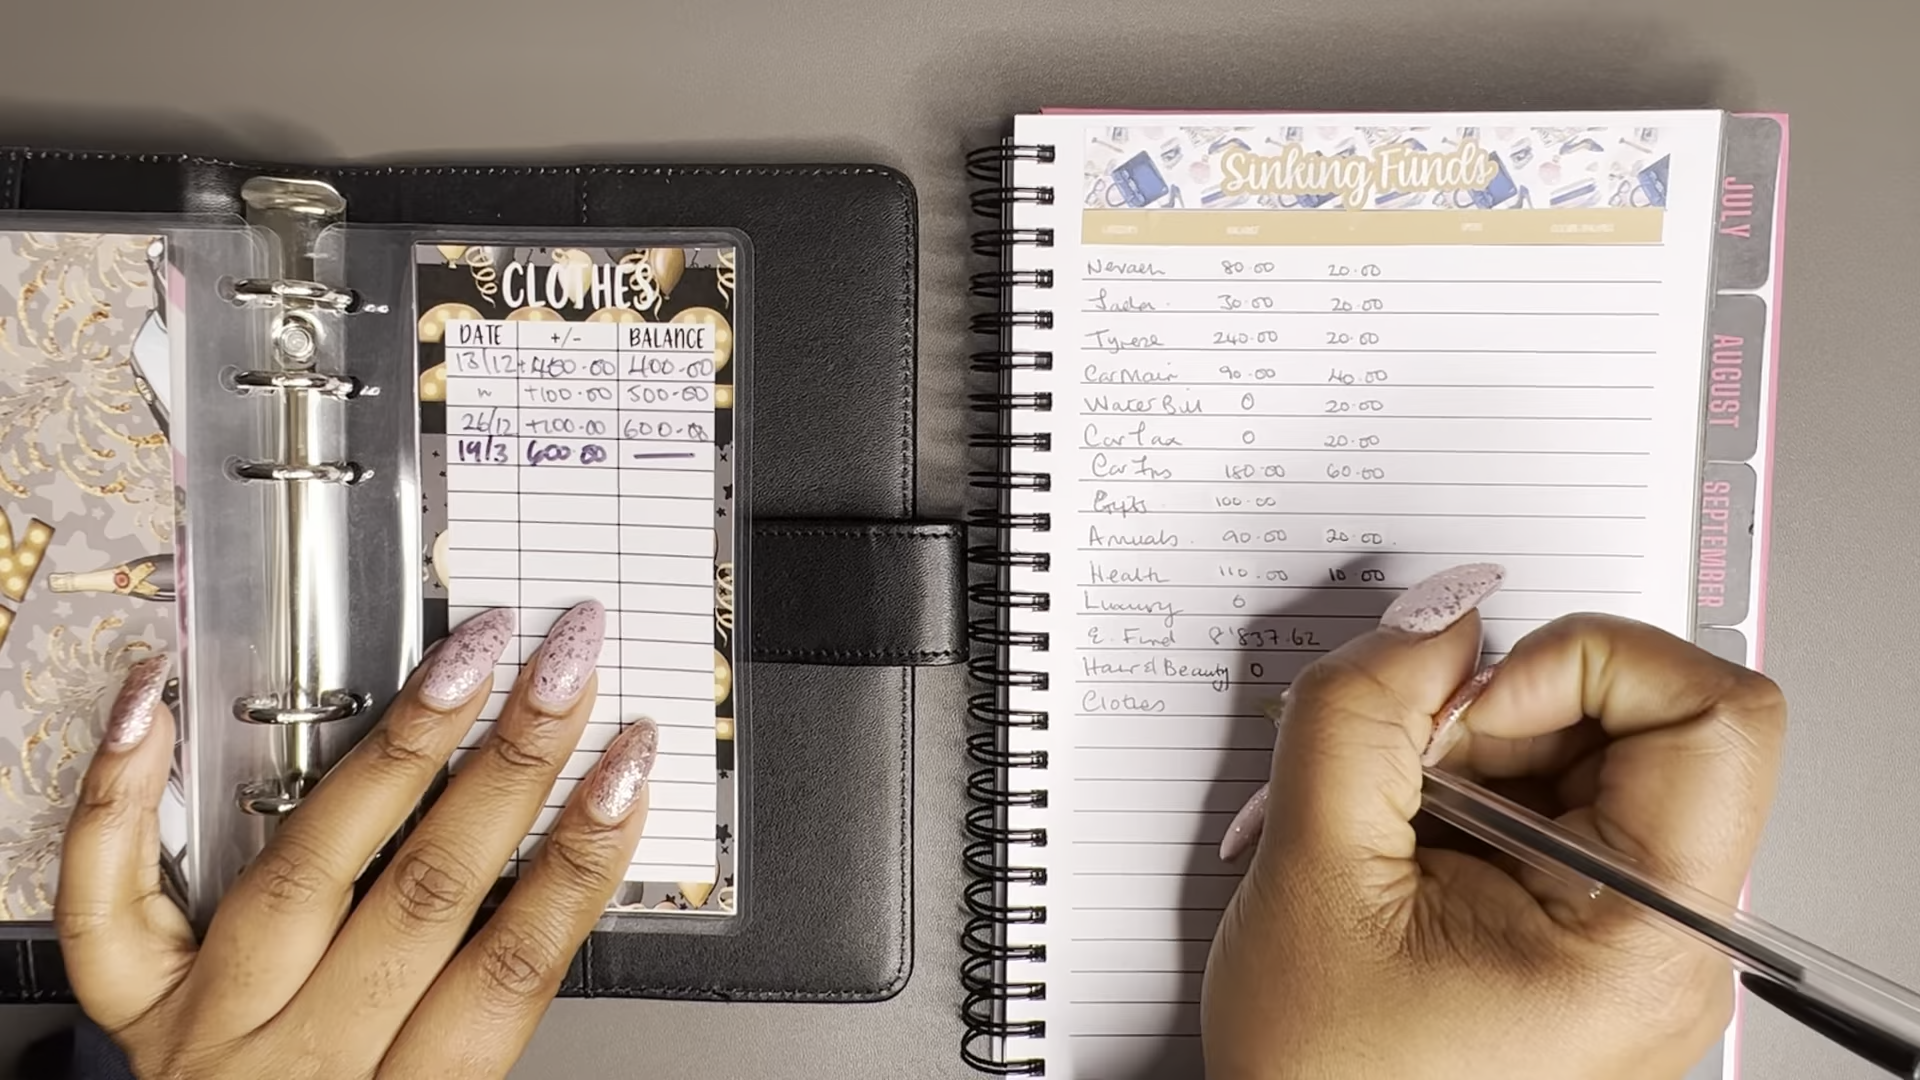 CLOTHES
DATE +/- BALANCE
13/12 +400.00 400.00
" +100.00 500.00
26/12 +100.00 600.00
19/3 600.00 —
Sinking Funds
BALANCE
Nevaeh 80.00 20.00
30.00 20.00
Tyreze 240.00 20.00
Car Main 90.00 40.00
Water Bill 0 20.00
Car Tax 0 20.00
Car Ins 180.00 60.00
Gifts 100.00
Annuals. 90.00 20.00.
Health 110.00 10.00
Luxury 0
E. Fund 8'837.62
Hair & Beauty 0
Clothes
JULY
AUGUST
SEPTEMBER